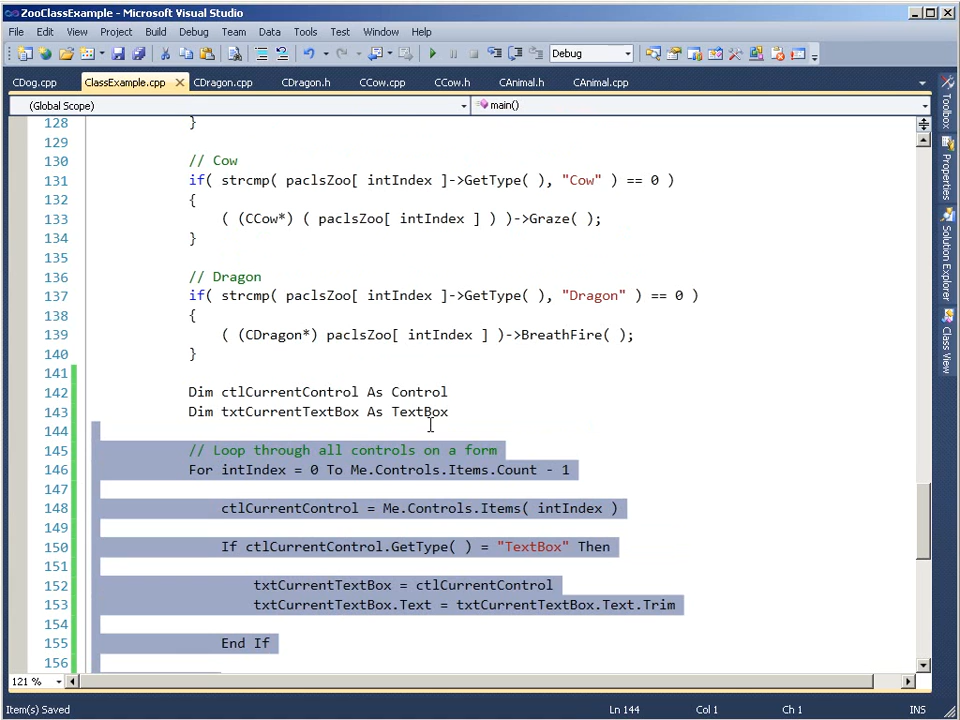 ZooClassExample - Microsoft Visual Studio
File Edit View Project Build Debug Team Data Tools Test Window Help
Debug
CDog.cpp ClassExample.cpp CDragon.cpp CDragon.h CCow.cpp CCow.h CAnimal.h CAnimal.cpp
(Global Scope) main()
128 }
129
130 // Cow
131 if( strcmp( paclsZoo[ intIndex ]->GetType( ), "Cow" ) == 0 )
132 {
133 ( (CCow*) ( paclsZoo[ intIndex ] ) )->Graze( );
134 }
135
136 // Dragon
137 if( strcmp( paclsZoo[ intIndex ]->GetType( ), "Dragon" ) == 0 )
138 {
139 ( (CDragon*) paclsZoo[ intIndex ] )->BreathFire( );
140 }
141
142 Dim ctlCurrentControl As Control
143 Dim txtCurrentTextBox As TextBox
144
145 // Loop through all controls on a form
146 For intIndex = 0 To Me.Controls.Items.Count - 1
147
148 ctlCurrentControl = Me.Controls.Items( intIndex )
149
150 If ctlCurrentControl.GetType( ) = "TextBox" Then
151
152 txtCurrentTextBox = ctlCurrentControl
153 txtCurrentTextBox.Text = txtCurrentTextBox.Text.Trim
154
155 End If
156
Toolbox
Properties
Solution Explorer
Class View
121 %
Item(s) Saved Ln 144 Col 1 Ch 1 INS